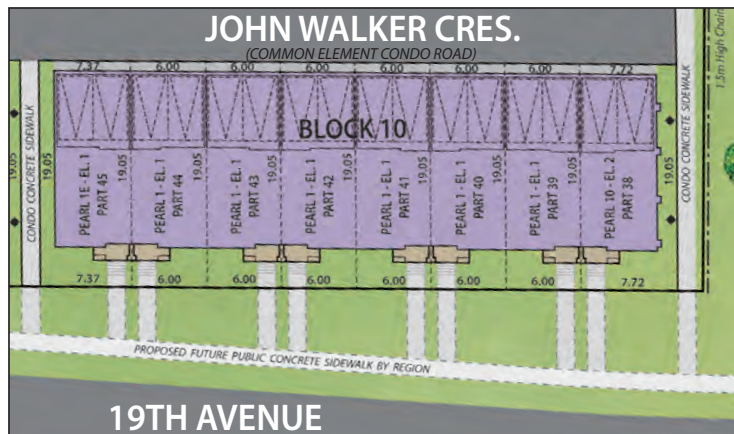 JOHN WALKER CRES.
(COMMON ELEMENT CONDO ROAD)
7.37 6.00 6.00 6.00 6.00 6.00 6.00 7.72
BLOCK 10
19.05
CONDO CONCRETE SIDEWALK
19.05
PEARL 1E - EL. 1
PART 45
19.05
PEARL 1 - EL. 1
PART 44
19.05
PEARL 1 - EL. 1
PART 43
19.05
PEARL 1 - EL. 1
PART 42
19.05
PEARL 1 - EL. 1
PART 41
19.05
PEARL 1 - EL. 1
PART 40
19.05
PEARL 1 - EL. 1
PART 39
19.05
PEARL 10 - EL. 2
PART 38
19.05
CONDO CONCRETE SIDEWALK
1.5m High Chain
7.37 6.00 6.00 6.00 6.00 6.00 6.00 7.72
PROPOSED FUTURE PUBLIC CONCRETE SIDEWALK BY REGION
19TH AVENUE